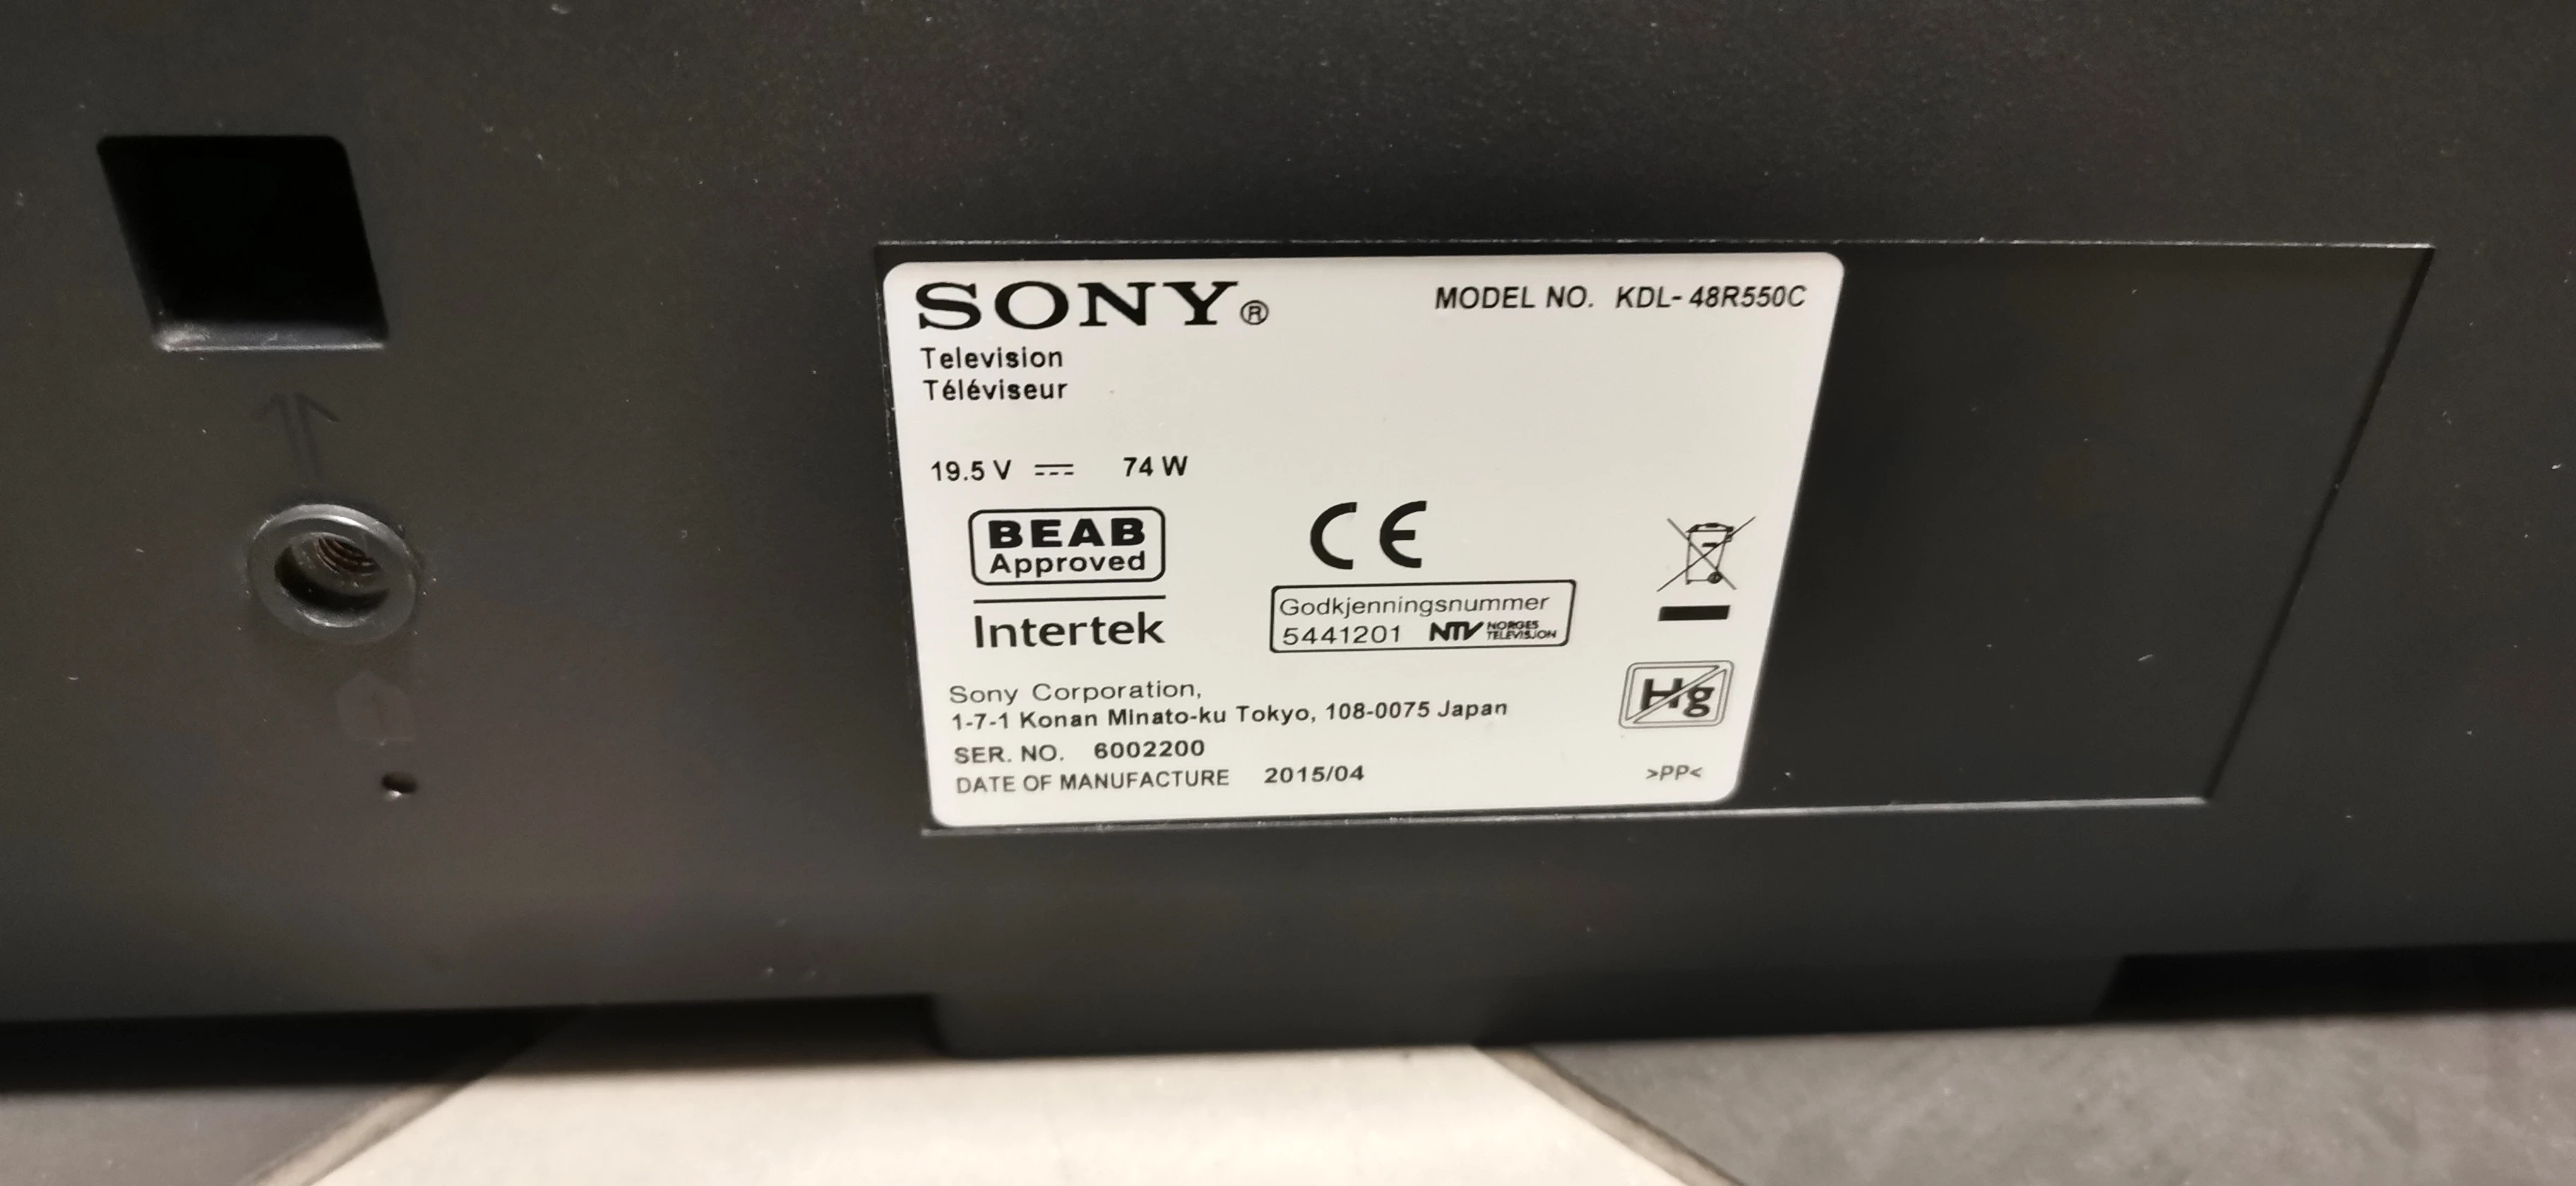 SONY®
MODEL NO. KDL-48R550C
Television
Téléviseur
19.5 V 74 W
BEAB
Approved
Intertek
CE
Godkjenningsnummer
5441201 NTV NORGES
TELEVISJON
Hg
Sony Corporation,
1-7-1 Konan Minato-ku Tokyo, 108-0075 Japan
SER. NO. 6002200
DATE OF MANUFACTURE 2015/04
>PP<
1